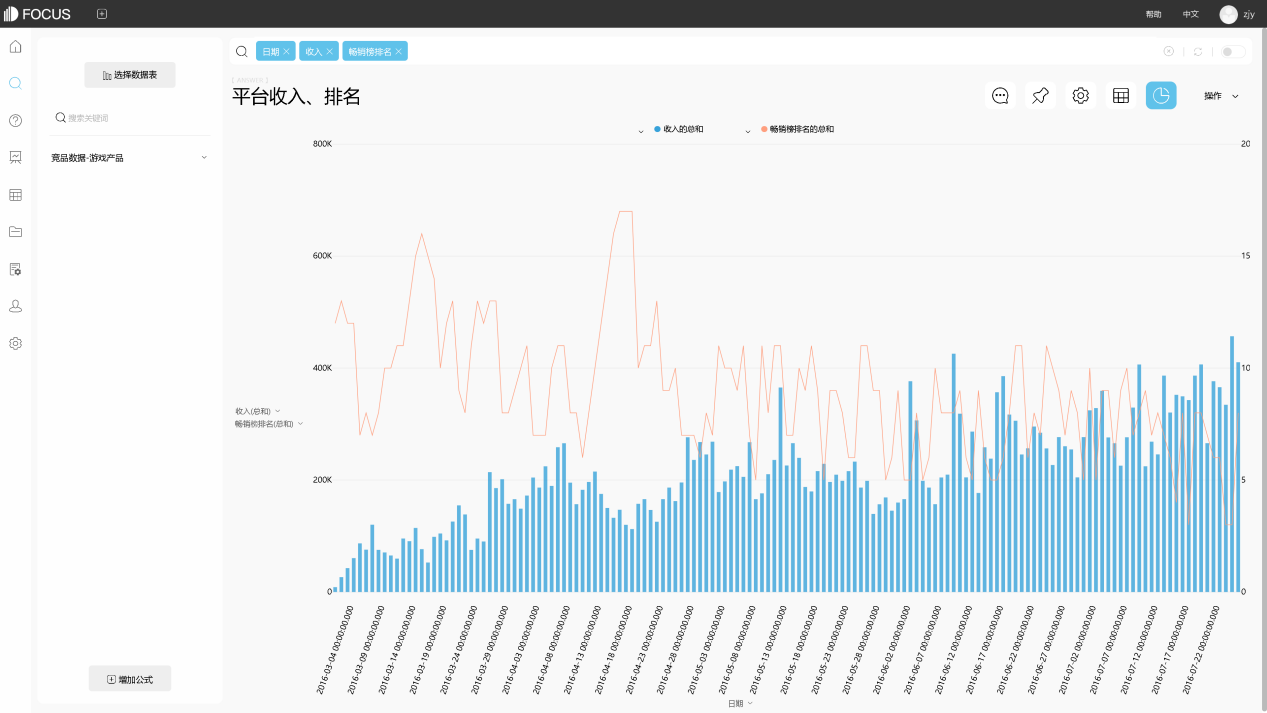 FOCUS
帮助
中文
zjy
选择数据表
搜索关键词
竞品数据-游戏产品
增加公式
日期 ×
收入 ×
畅销榜排名 ×
[ ANSWER ]
平台收入、排名
操作
收入的总和
畅销榜排名的总和
800K
600K
400K
200K
0
20
15
10
5
0
收入(总和)
畅销榜排名(总和)
2016-03-04 00:00:00.000
2016-03-09 00:00:00.000
2016-03-14 00:00:00.000
2016-03-19 00:00:00.000
2016-03-24 00:00:00.000
2016-03-29 00:00:00.000
2016-04-03 00:00:00.000
2016-04-08 00:00:00.000
2016-04-13 00:00:00.000
2016-04-18 00:00:00.000
2016-04-23 00:00:00.000
2016-04-28 00:00:00.000
2016-05-03 00:00:00.000
2016-05-08 00:00:00.000
2016-05-13 00:00:00.000
2016-05-18 00:00:00.000
2016-05-23 00:00:00.000
2016-05-28 00:00:00.000
2016-06-02 00:00:00.000
2016-06-07 00:00:00.000
2016-06-12 00:00:00.000
2016-06-17 00:00:00.000
2016-06-22 00:00:00.000
2016-06-27 00:00:00.000
2016-07-02 00:00:00.000
2016-07-07 00:00:00.000
2016-07-12 00:00:00.000
2016-07-17 00:00:00.000
2016-07-22 00:00:00.000
日期